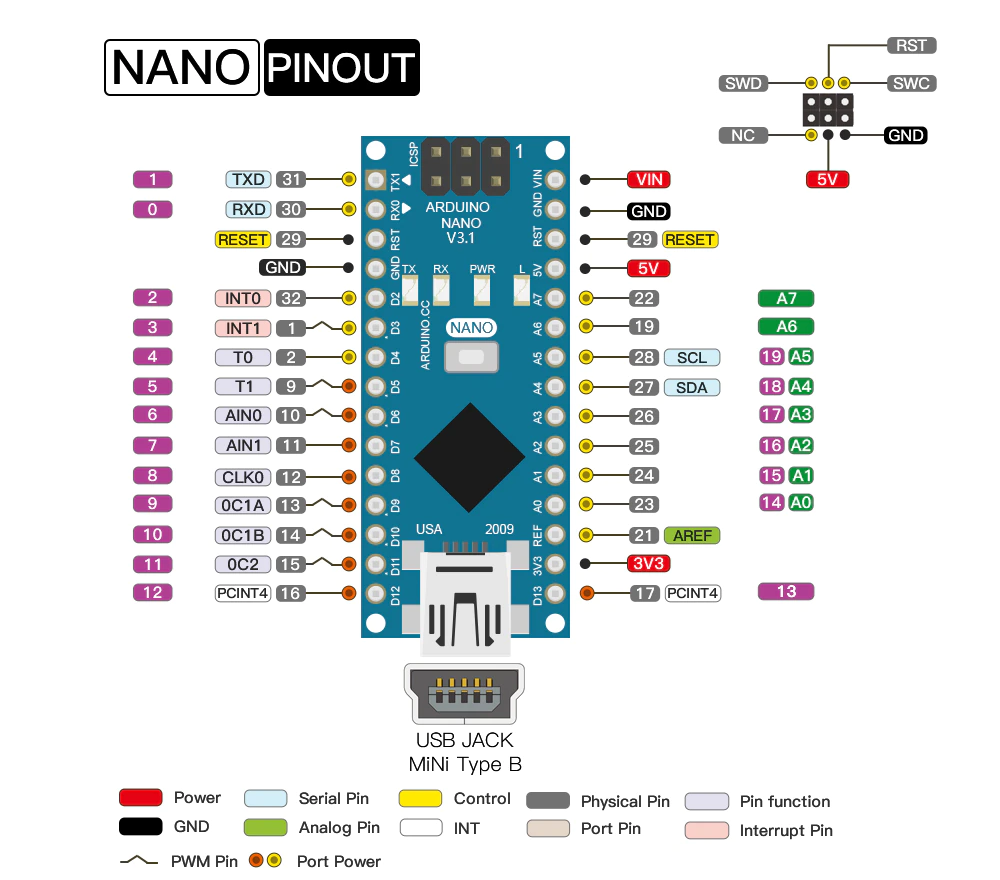 NANO PINOUT
RST
SWD SWC
NC GND
5V
ICSP 1
1 TXD 31 TX1 VIN VIN
0 RXD 30 RX0 GND GND
ARDUINO
NANO
V3.1
RESET 29 RST RST 29 RESET
GND GND 5V 5V
TX RX PWR L
2 INT0 32 D2 A7 22 A7
3 INT1 1 D3 A6 19 A6
ARDUINO.CC
NANO
4 T0 2 D4 A5 28 SCL 19 A5
5 T1 9 D5 A4 27 SDA 18 A4
6 AIN0 10 D6 A3 26 17 A3
7 AIN1 11 D7 A2 25 16 A2
8 CLK0 12 D8 A1 24 15 A1
9 0C1A 13 D9 A0 23 14 A0
USA 2009
10 0C1B 14 D10 REF 21 AREF
11 0C2 15 D11 3V3 3V3
12 PCINT4 16 D12 D13 17 PCINT4 13
USB JACK
MiNi Type B
Power Serial Pin Control Physical Pin Pin function
GND Analog Pin INT Port Pin Interrupt Pin
PWM Pin Port Power